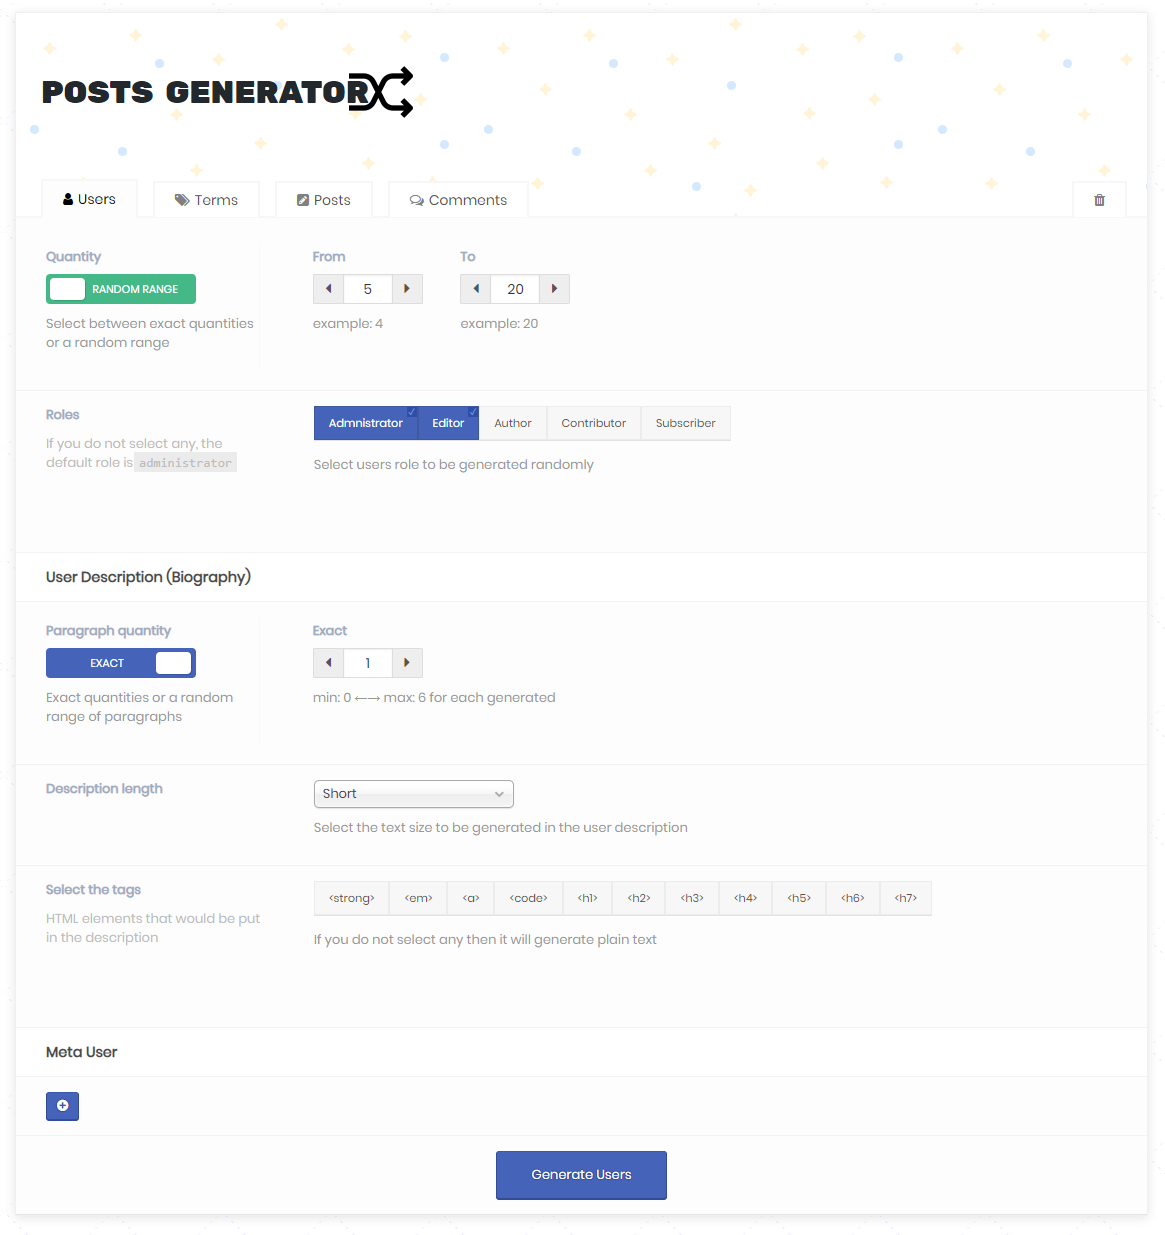 POSTS GENERATOR
Users
Terms
Posts
Comments
Quantity
From
To
RANDOM RANGE
5
20
Select between exact quantities
or a random range
example: 4
example: 20
Roles
Admnistrator
Editor
Author
Contributor
Subscriber
If you do not select any, the
default role is administrator
Select users role to be generated randomly
User Description (Biography)
Paragraph quantity
Exact
EXACT
1
Exact quantities or a random
range of paragraphs
min: 0 ⟵⟶ max: 6 for each generated
Description length
Short
Select the text size to be generated in the user description
Select the tags
<strong>
<em>
<a>
<code>
<h1>
<h2>
<h3>
<h4>
<h5>
<h6>
<h7>
HTML elements that would be put
in the description
If you do not select any then it will generate plain text
Meta User
Generate Users